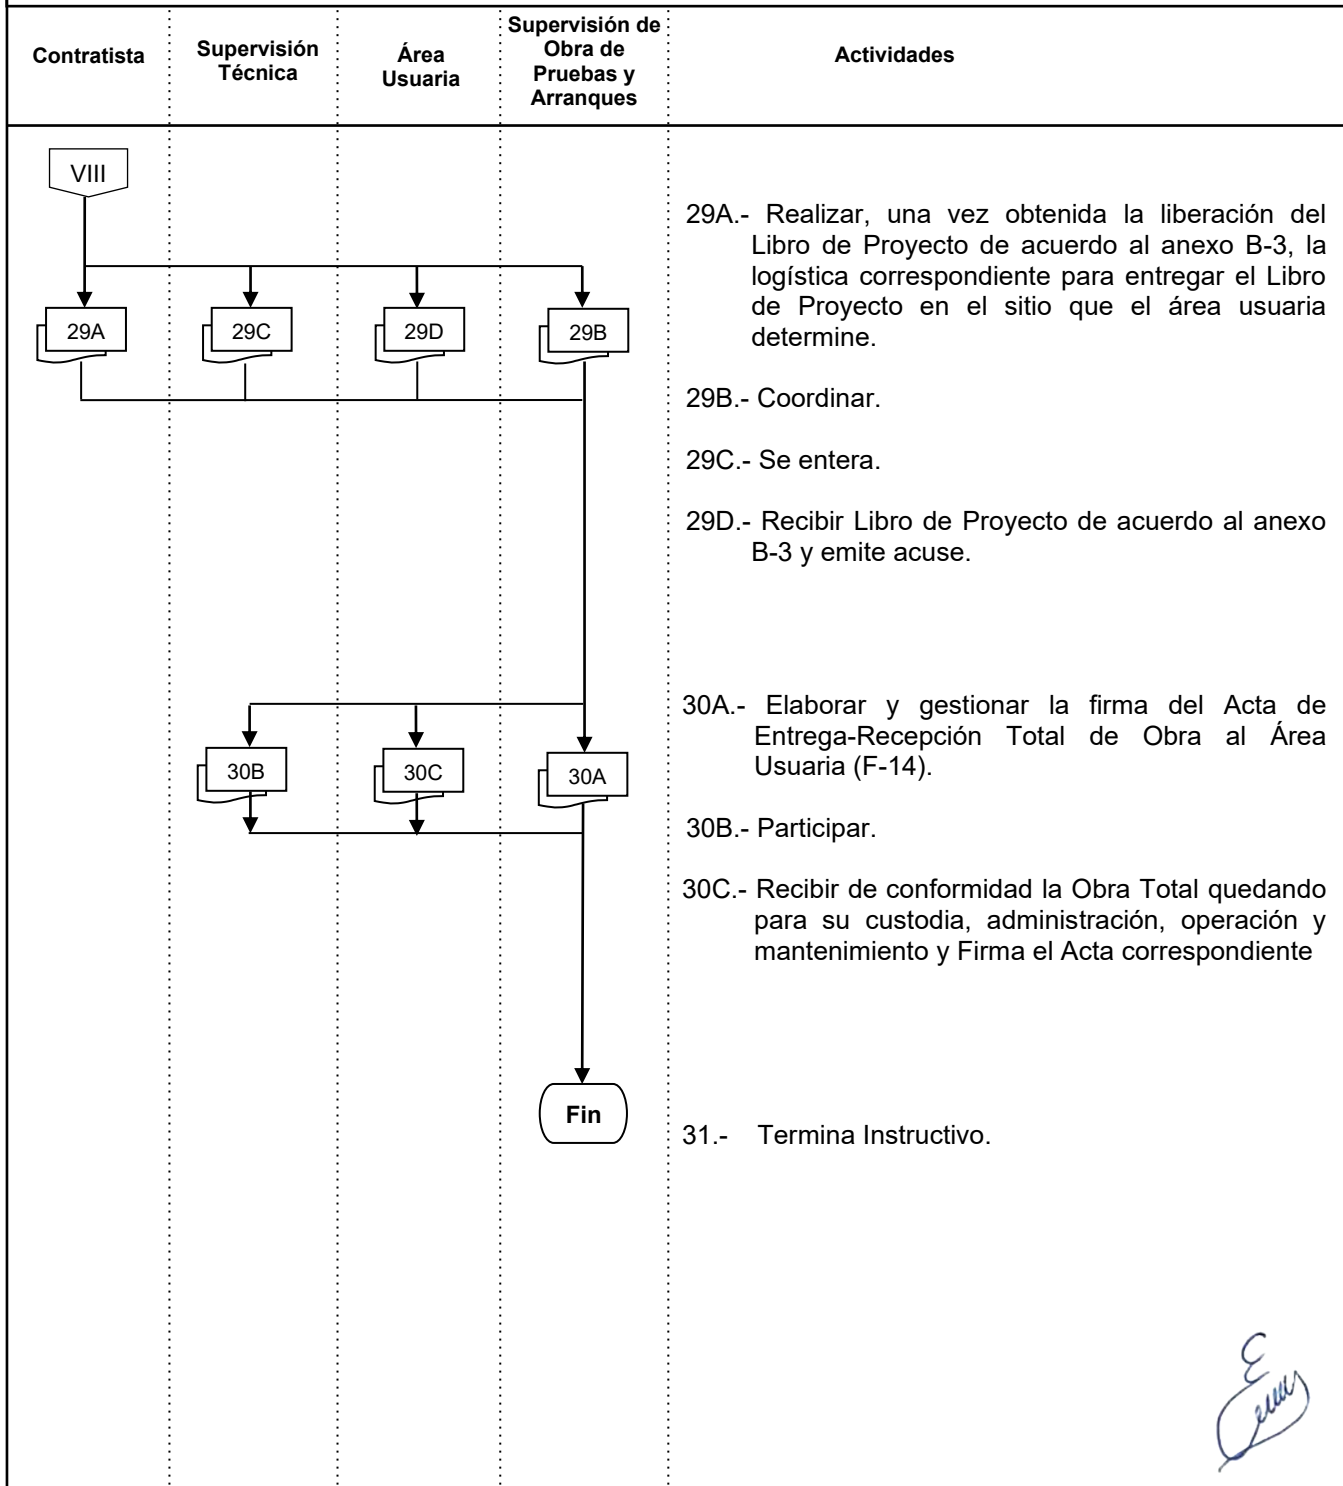 Contratista
Supervisión
Técnica
Área
Usuaria
Supervisión de
Obra de
Pruebas y
Arranques
Actividades
VIII
29A
29C
29D
29B
29A.- Realizar, una vez obtenida la liberación del
Libro de Proyecto de acuerdo al anexo B-3, la
logística correspondiente para entregar el Libro
de Proyecto en el sitio que el área usuaria
determine.
29B.- Coordinar.
29C.- Se entera.
29D.- Recibir Libro de Proyecto de acuerdo al anexo
B-3 y emite acuse.
30B
30C
30A
30A.- Elaborar y gestionar la firma del Acta de
Entrega-Recepción Total de Obra al Área
Usuaria (F-14).
30B.- Participar.
30C.- Recibir de conformidad la Obra Total quedando
para su custodia, administración, operación y
mantenimiento y Firma el Acta correspondiente
Fin
31.- Termina Instructivo.